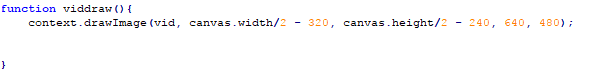 function viddraw(){
    context.drawImage(vid, canvas.width/2 - 320, canvas.height/2 - 240, 640, 480);
}